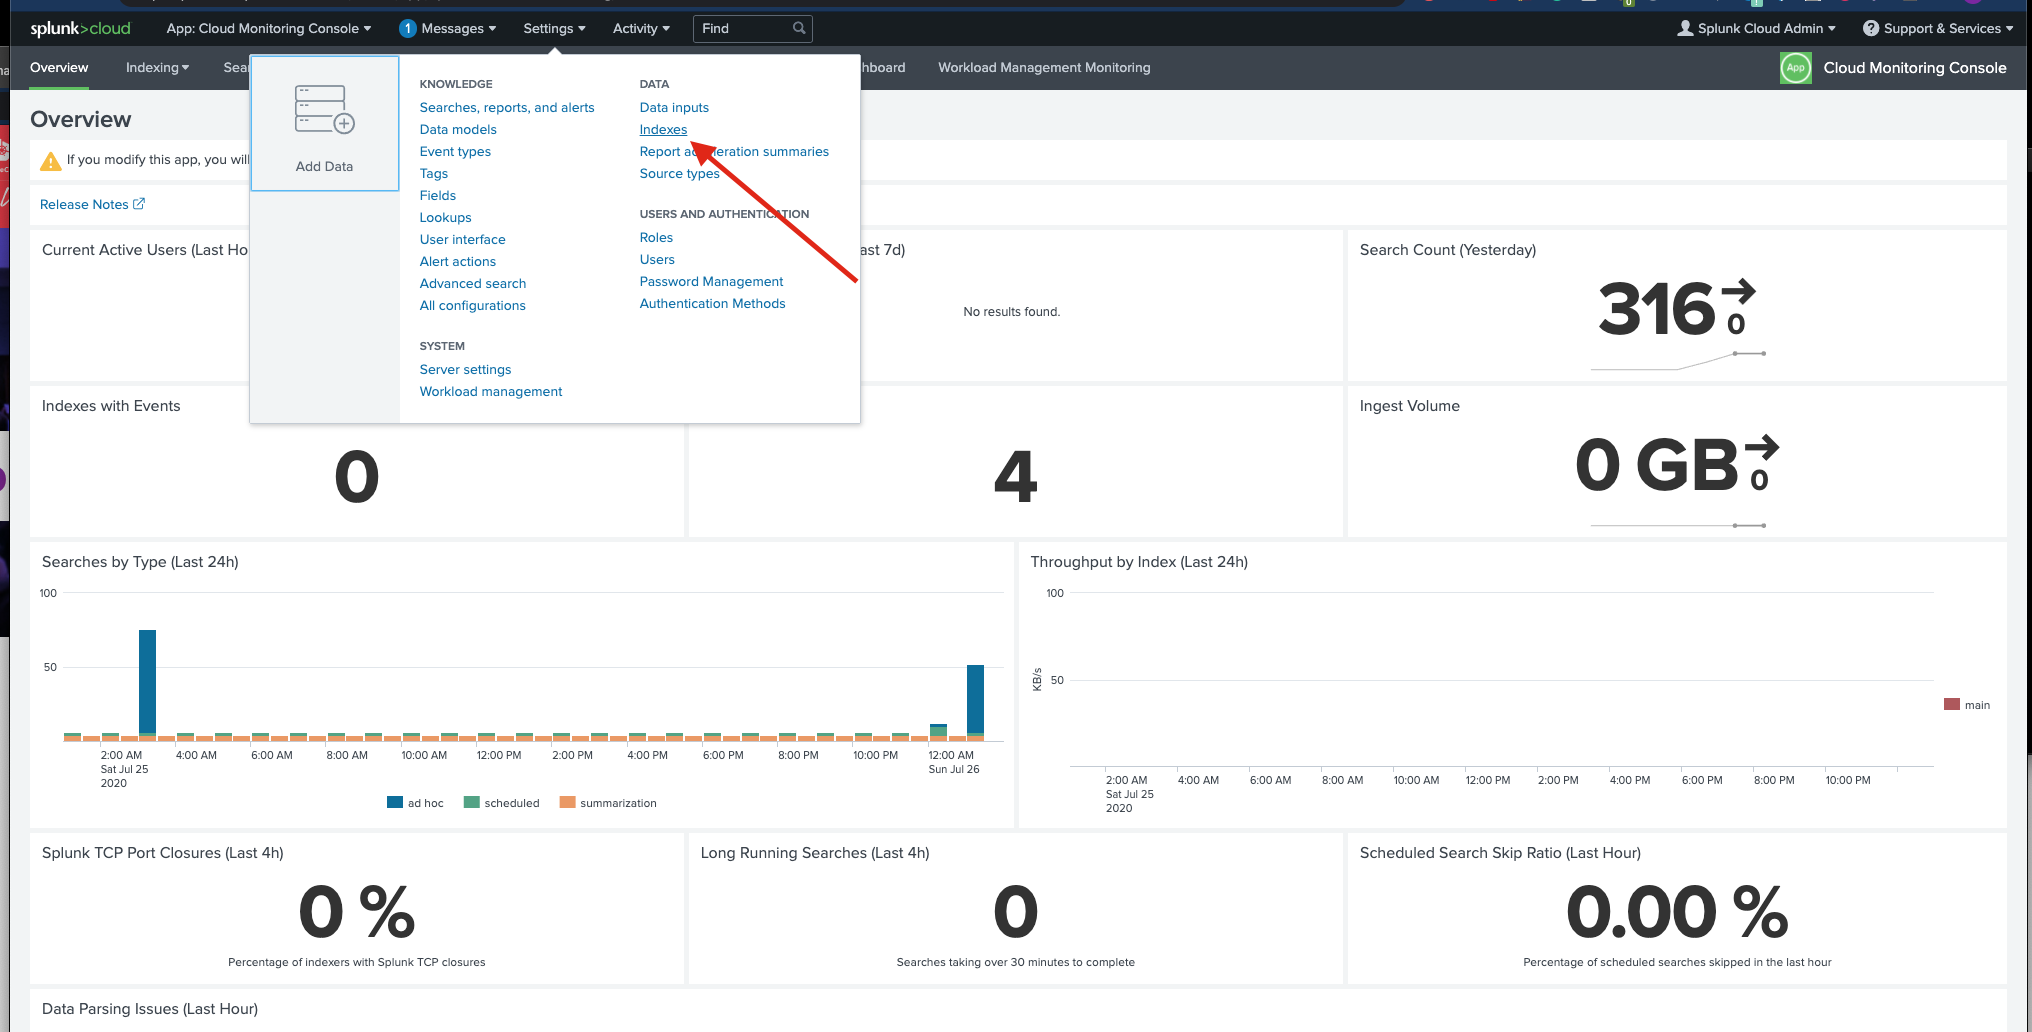 splunk>cloud App: Cloud Monitoring Console 1 Messages Settings Activity Find Splunk Cloud Admin Support & Services
Overview Indexing Sear hboard Workload Management Monitoring App Cloud Monitoring Console
Overview
If you modify this app, you will
Release Notes
Add Data
KNOWLEDGE
Searches, reports, and alerts
Data models
Event types
Tags
Fields
Lookups
User interface
Alert actions
Advanced search
All configurations
SYSTEM
Server settings
Workload management
DATA
Data inputs
Indexes
Report acceleration summaries
Source types
USERS AND AUTHENTICATION
Roles
Users
Password Management
Authentication Methods
Current Active Users (Last Ho
ast 7d)
No results found.
Search Count (Yesterday)
316
0
Indexes with Events
0
4
Ingest Volume
0 GB
0
Searches by Type (Last 24h)
100
50
2:00 AM 4:00 AM 6:00 AM 8:00 AM 10:00 AM 12:00 PM 2:00 PM 4:00 PM 6:00 PM 8:00 PM 10:00 PM 12:00 AM
Sat Jul 25 Sun Jul 26
2020
ad hoc scheduled summarization
Throughput by Index (Last 24h)
100
KB/s
50
main
2:00 AM 4:00 AM 6:00 AM 8:00 AM 10:00 AM 12:00 PM 2:00 PM 4:00 PM 6:00 PM 8:00 PM 10:00 PM
Sat Jul 25
2020
Splunk TCP Port Closures (Last 4h)
0 %
Percentage of indexers with Splunk TCP closures
Long Running Searches (Last 4h)
0
Searches taking over 30 minutes to complete
Scheduled Search Skip Ratio (Last Hour)
0.00 %
Percentage of scheduled searches skipped in the last hour
Data Parsing Issues (Last Hour)